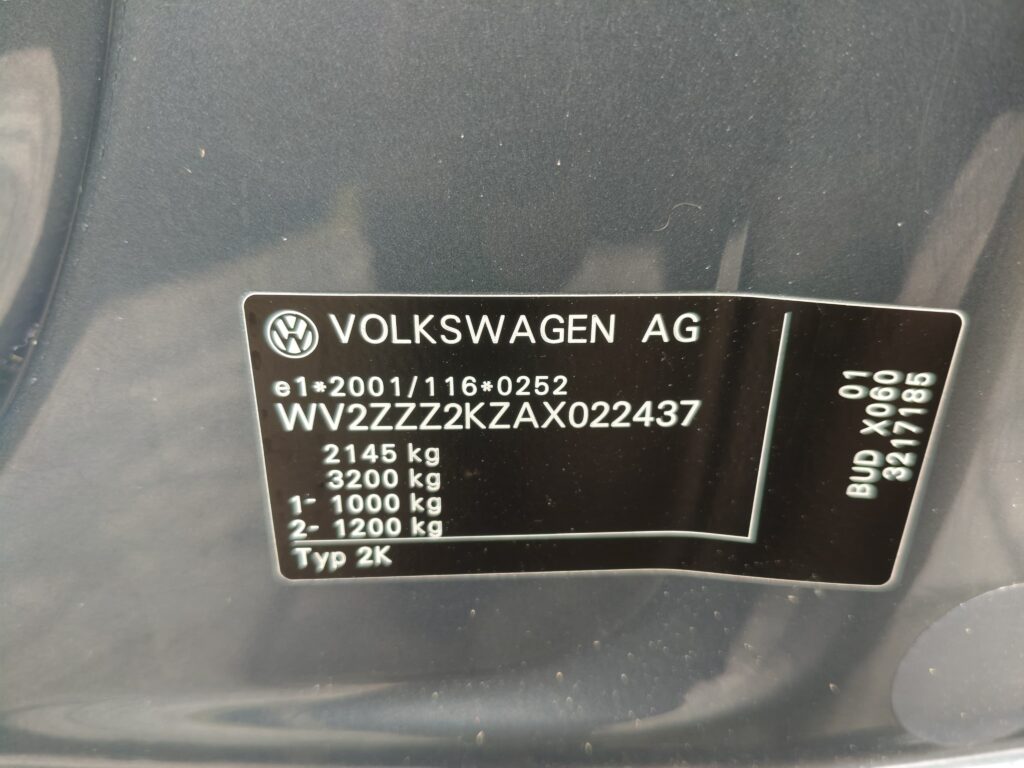 VOLKSWAGEN AG
e1*2001/116*0252
WV2ZZZ2KZAX022437
2145 kg
3200 kg
1- 1000 kg
2- 1200 kg
Typ 2K
01
BUD X060
3217185